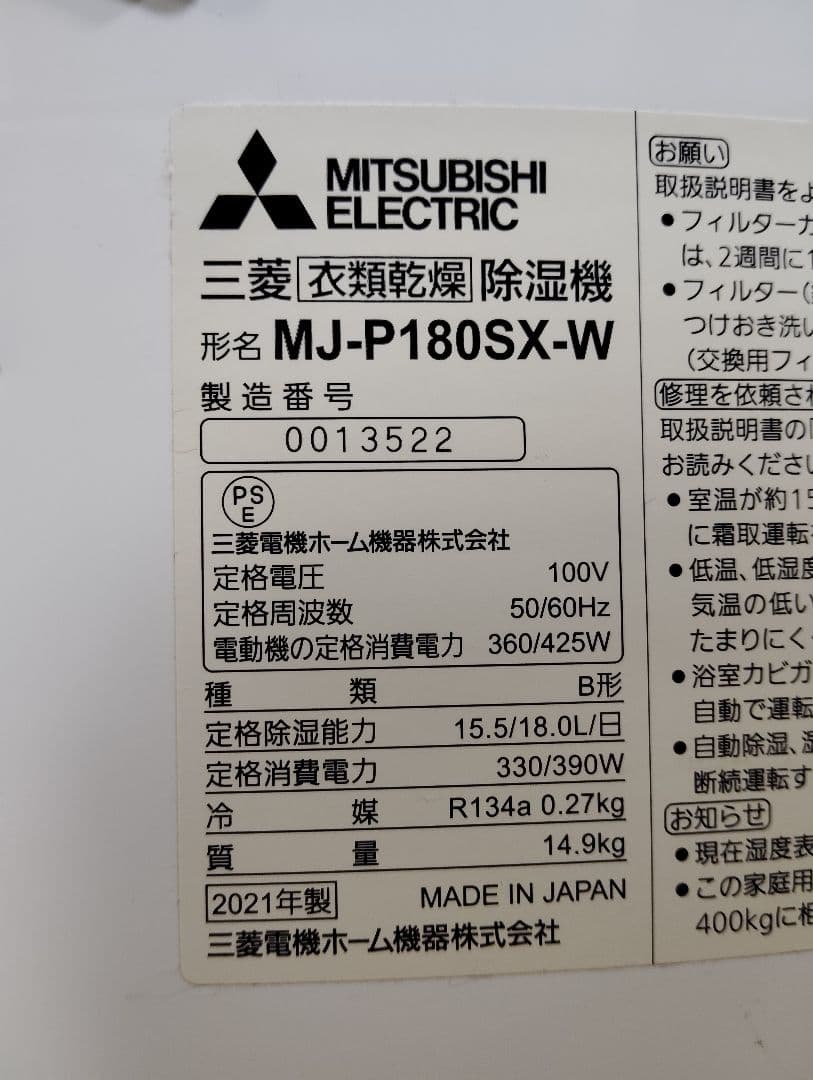 MITSUBISHI
ELECTRIC
三菱 衣類乾燥 除湿機
形名 MJ-P180SX-W
製造番号
0013522
PS
E
三菱電機ホーム機器株式会社
定格電圧 100V
定格周波数 50/60Hz
電動機の定格消費電力 360/425W
種類 B形
定格除湿能力 15.5/18.0L/日
定格消費電力 330/390W
冷媒 R134a 0.27kg
質量 14.9kg
2021年製 MADE IN JAPAN
三菱電機ホーム機器株式会社
お願い
取扱説明書をよ
●フィルターカ
は、2週間に1
●フィルター(
つけおき洗い
(交換用フィ
修理を依頼され
取扱説明書の「
お読みください
●室温が約15
に霜取運転
●低温、低湿度
気温の低い
たまりにく
●浴室カビガ
自動で運転
●自動除湿、
断続運転す
お知らせ
●現在湿度表
●この家庭用
400kgに相